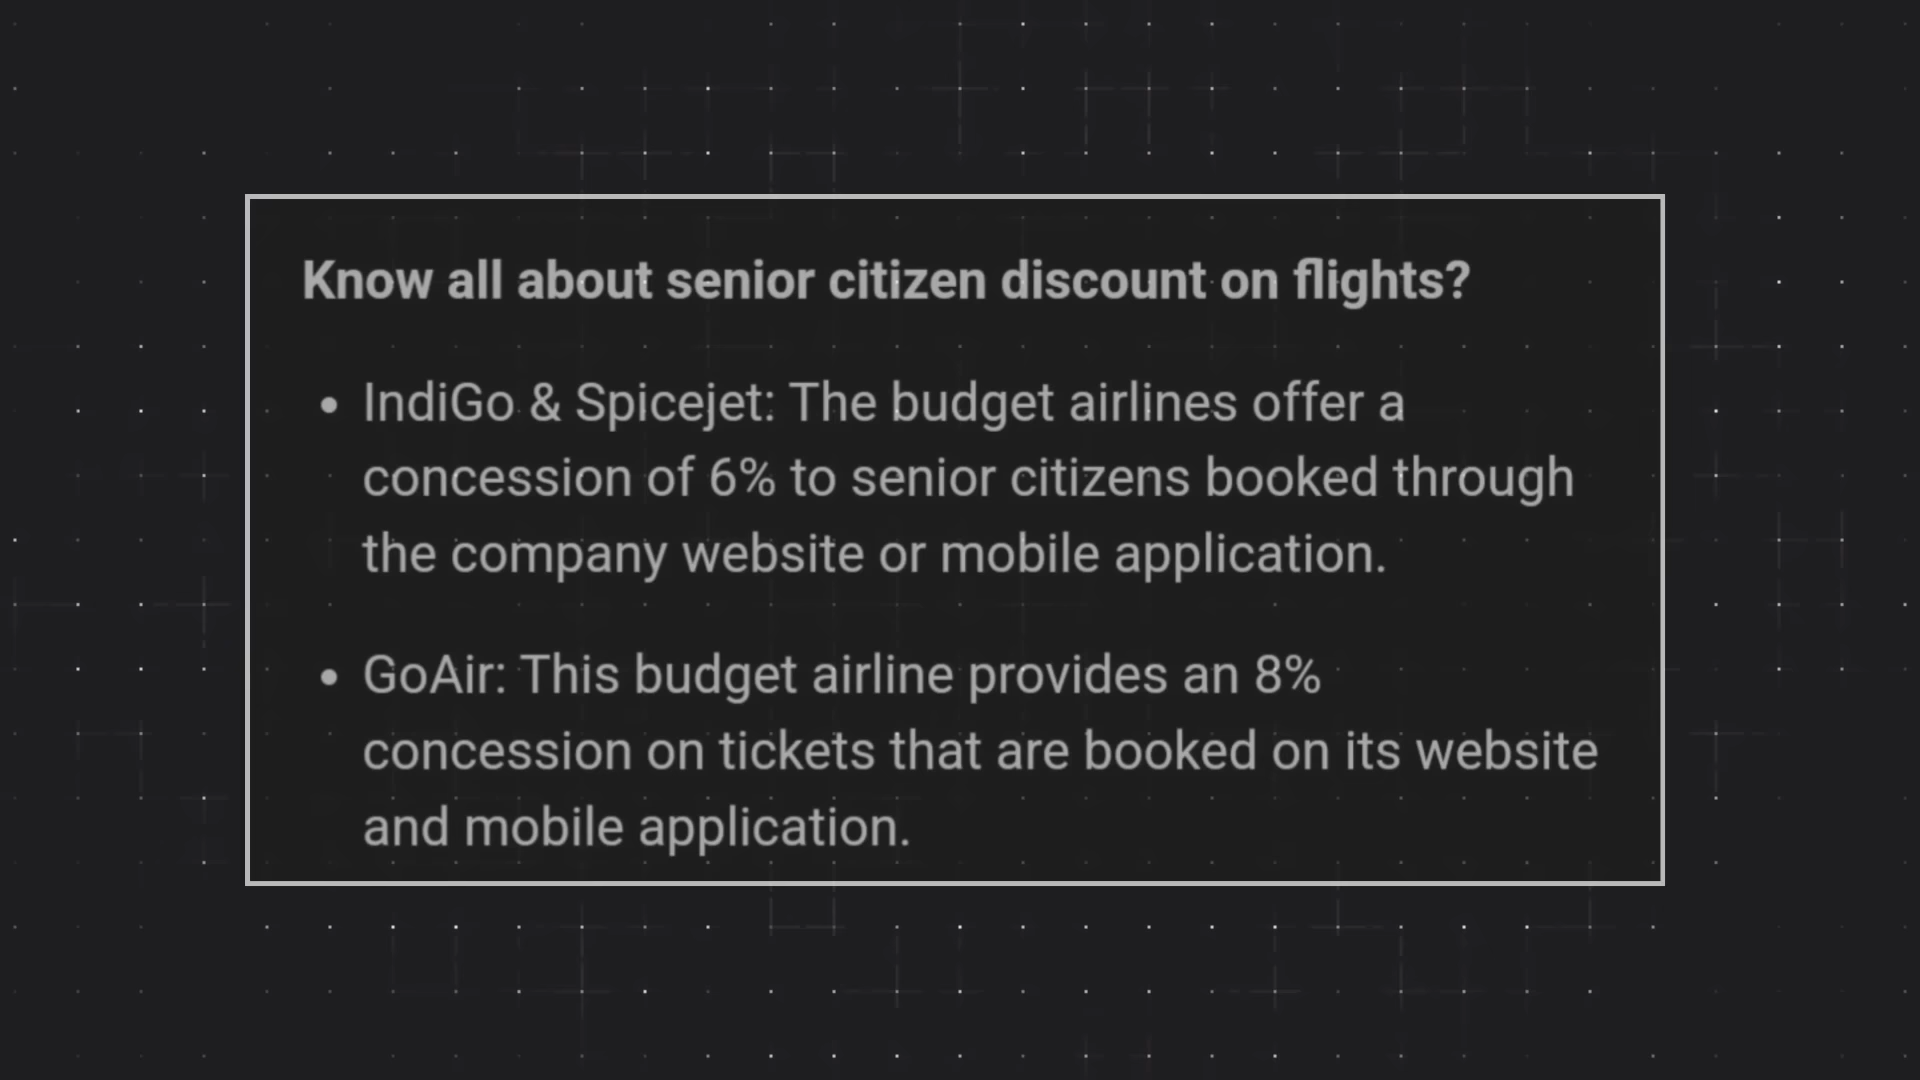 Know all about senior citizen discount on flights?
• IndiGo & Spicejet: The budget airlines offer a
concession of 6% to senior citizens booked through
the company website or mobile application.
• GoAir: This budget airline provides an 8%
concession on tickets that are booked on its website
and mobile application.